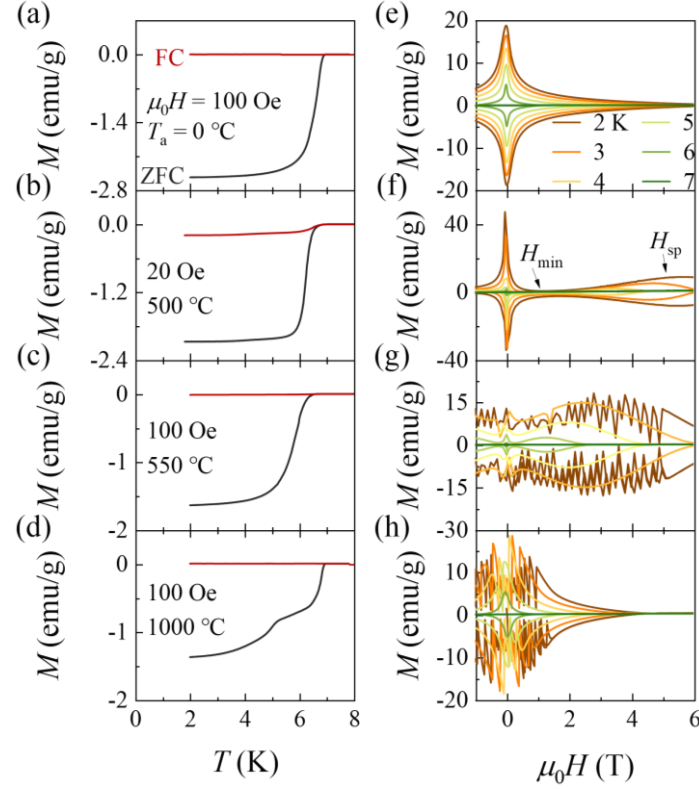 (a)
M (emu/g)
0.0
-1.4
-2.8
FC
μ₀H = 100 Oe
Tₐ = 0 °C
ZFC
(b)
M (emu/g)
0.0
-1.2
-2.4
20 Oe
500 °C
(c)
M (emu/g)
0
-1
-2
100 Oe
550 °C
(d)
M (emu/g)
0
-1
-2
100 Oe
1000 °C
0 2 4 6 8
T (K)
(e)
M (emu/g)
20
10
0
10
20
2 K 5
3 6
4 7
(f)
M (emu/g)
40
0
-40
Hmin
Hsp
(g)
M (emu/g)
15
0
-15
-30
(h)
M (emu/g)
10
0
-10
-20
0 2 4 6
μ₀H (T)